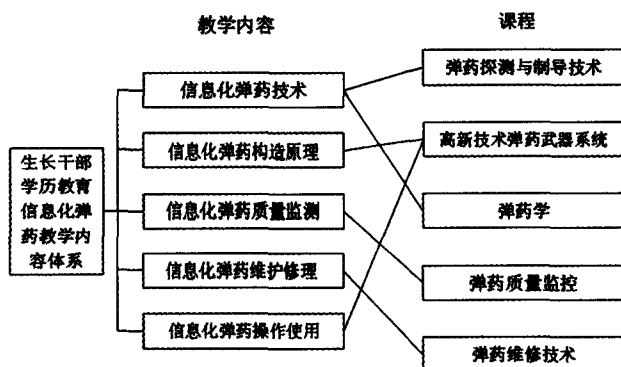 教学内容
课程
生长干部
学历教育
信息化弹
药教学内
容体系
信息化弹药技术
信息化弹药构造原理
信息化弹药质量监测
信息化弹药维护修理
信息化弹药操作使用
弹药探测与制导技术
高新技术弹药武器系统
弹药学
弹药质量监控
弹药维修技术